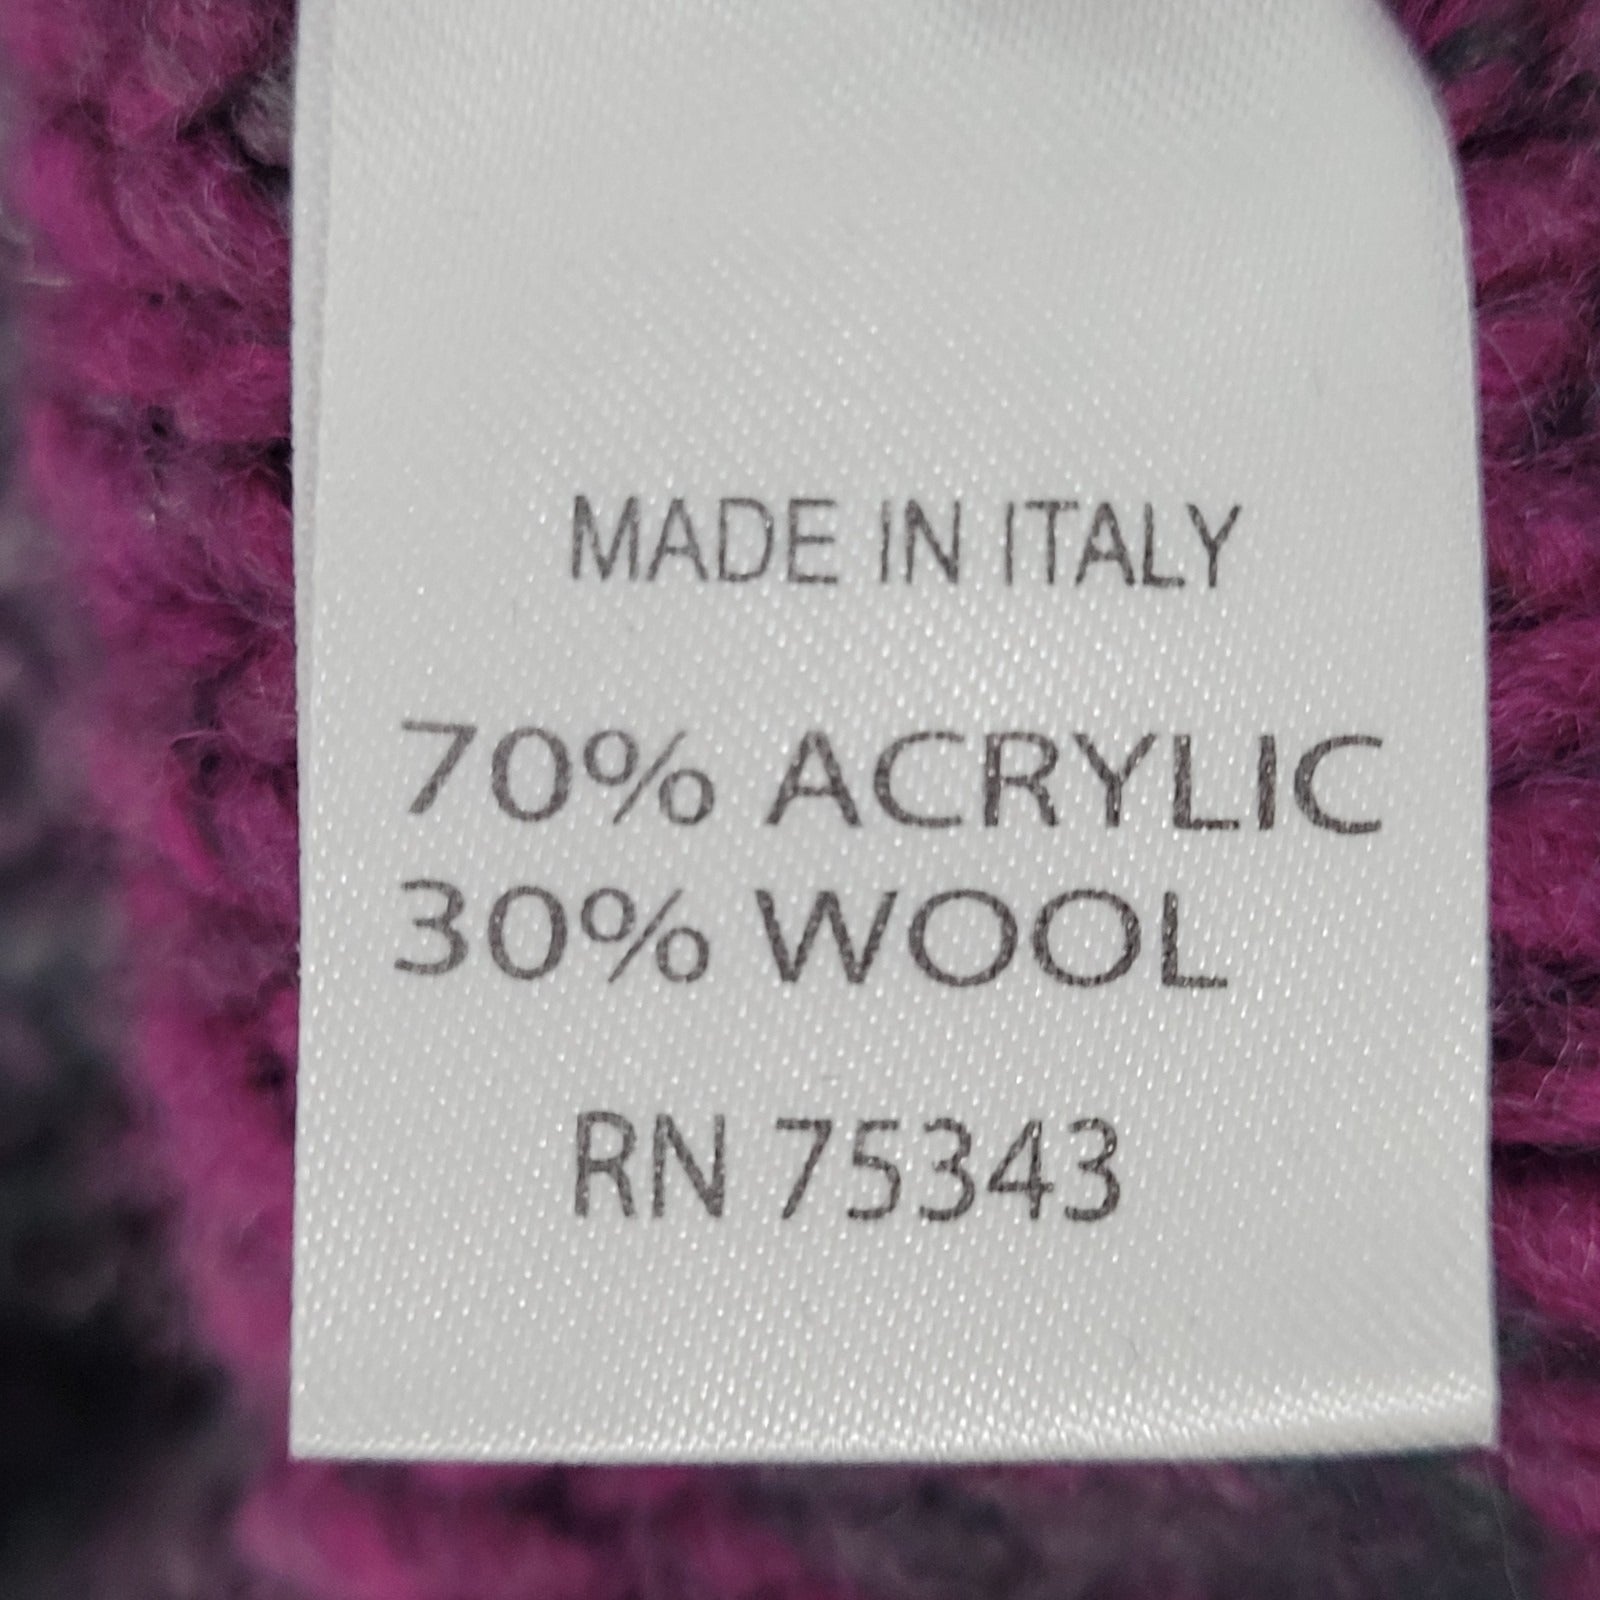 MADE IN ITALY
70% ACRYLIC
30% WOOL
RN 75343